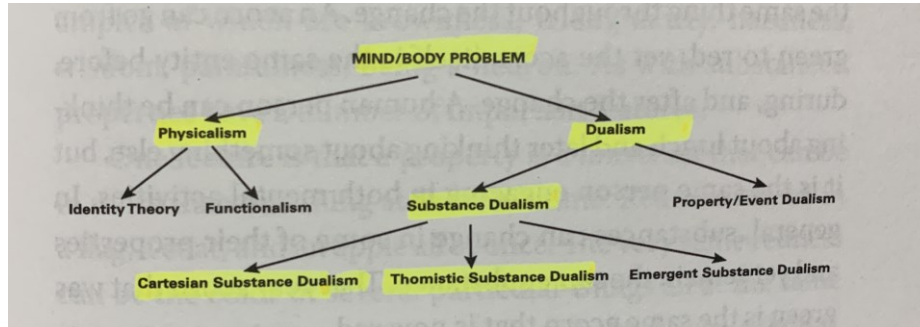 MIND/BODY PROBLEM
Physicalism
Dualism
Identity Theory
Functionalism
Substance Dualism
Property/Event Dualism
Cartesian Substance Dualism
Thomistic Substance Dualism
Emergent Substance Dualism